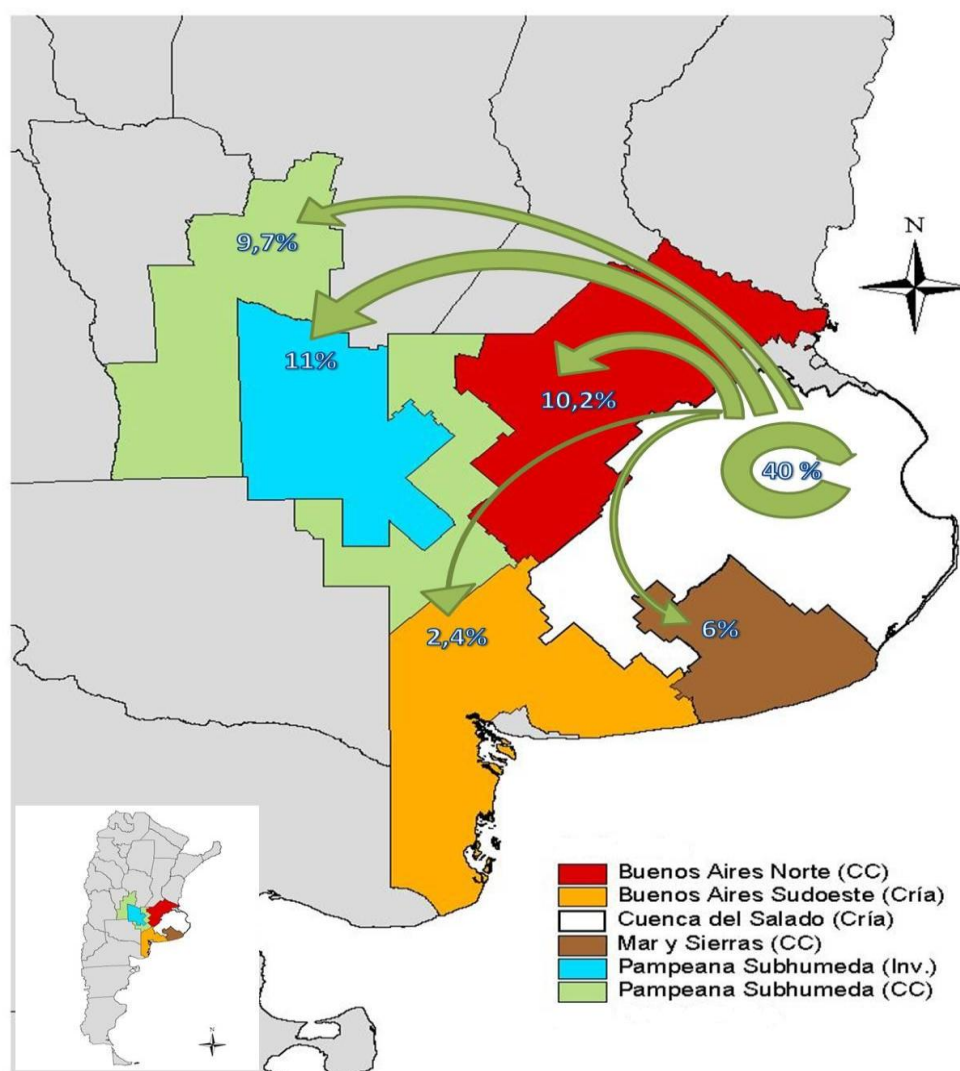 N
9,7%
11%
10,2%
40 %
2,4%
6%
Buenos Aires Norte (CC)
Buenos Aires Sudoeste (Cría)
Cuenca del Salado (Cría)
Mar y Sierras (CC)
Pampeana Subhumeda (Inv.)
Pampeana Subhumeda (CC)
N